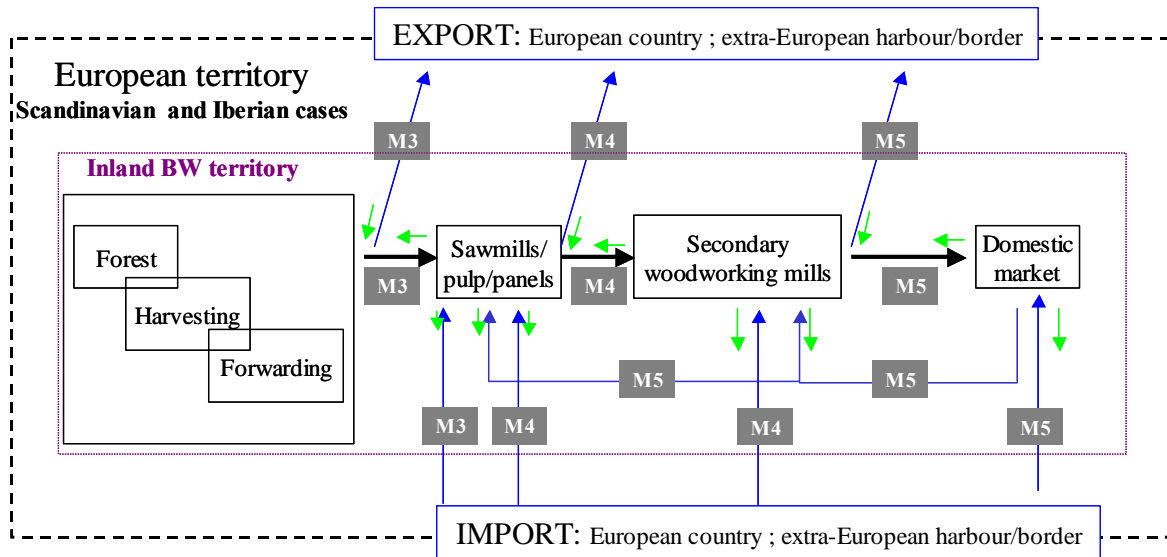 EXPORT: European country ; extra-European harbour/border
European territory
Scandinavian and Iberian cases
M3
M4
M5
Inland BW territory
Forest
Harvesting
Forwarding
Sawmills/
pulp/panels
Secondary
woodworking mills
Domestic
market
M3
M4
M5
M5
M5
M3
M4
M4
M5
IMPORT: European country ; extra-European harbour/border